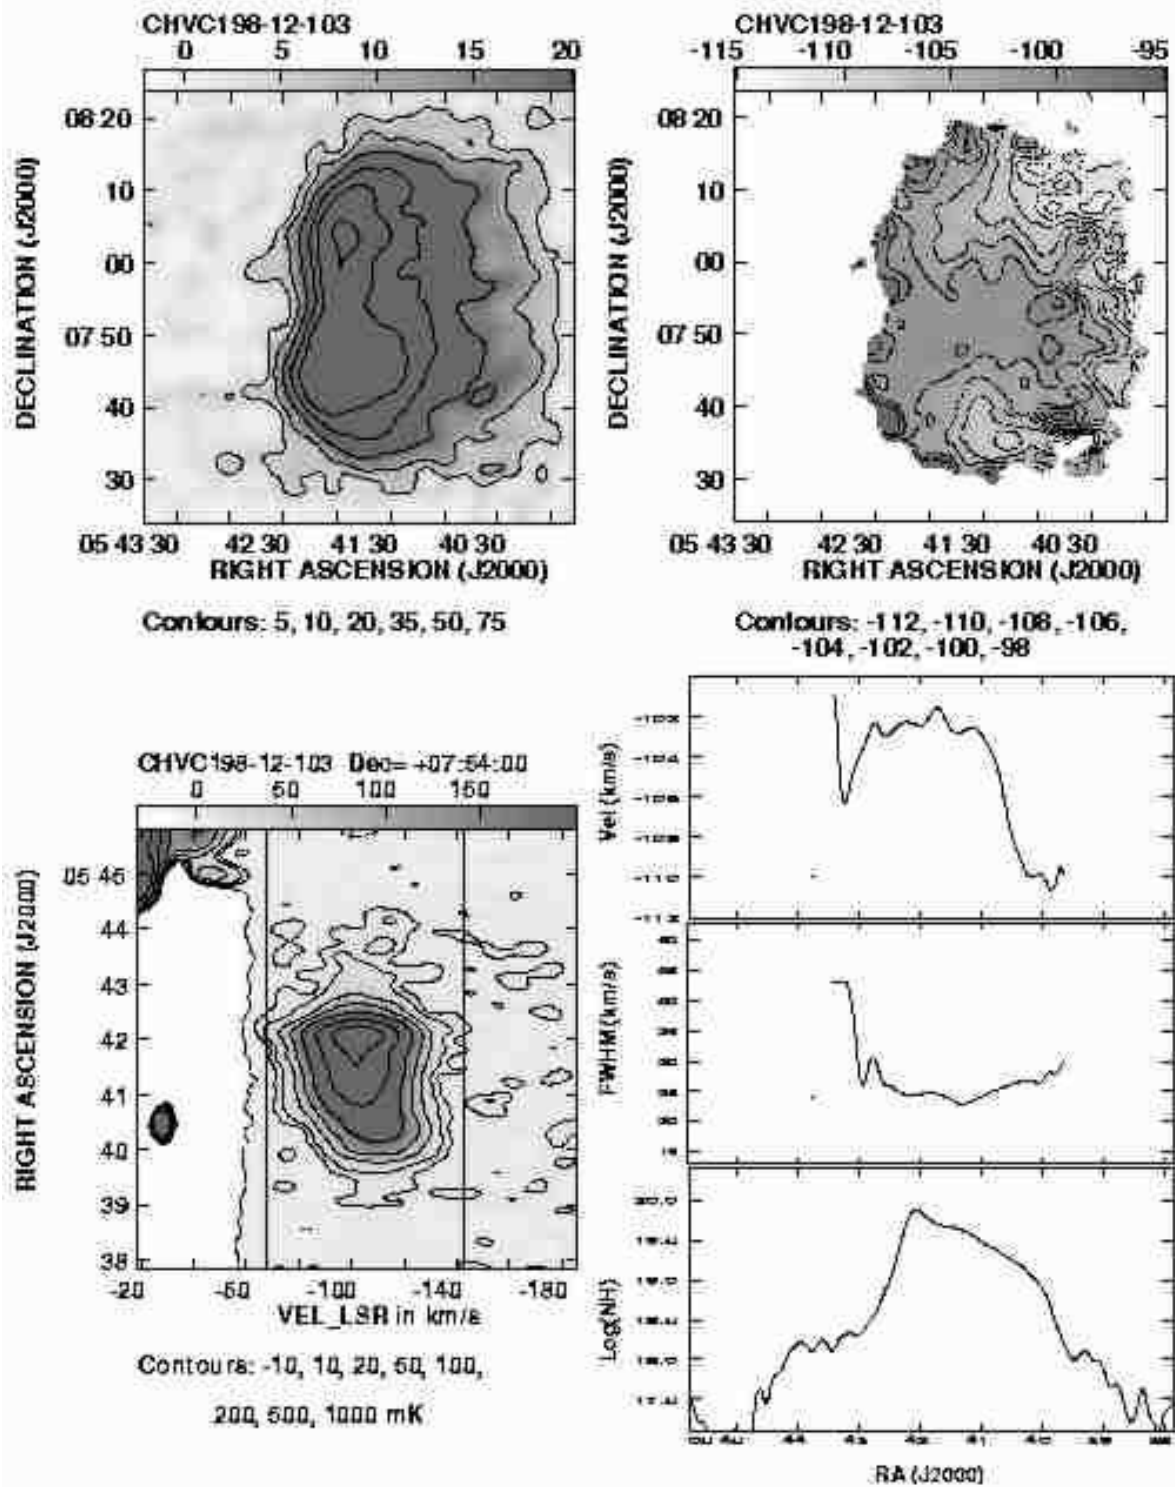 CHVC198-12-103
0 5 10 15 20
08 20
10
00
07 50
40
30
DECLINATION (J2000)
05 43 30 42 30 41 30 40 30
RIGHT ASCENSION (J2000)
Contours: 5, 10, 20, 35, 50, 75
CHVC198-12-103
-115 -110 -105 -100 -95
08 20
10
00
07 50
40
30
DECLINATION (J2000)
05 43 30 42 30 41 30 40 30
RIGHT ASCENSION (J2000)
Contours: -112, -110, -108, -106,
-104, -102, -100, -98
CHVC198-12-103 Dec= +07:54:00
0 50 100 150
05 45
44
43
42
41
40
39
38
RIGHT ASCENSION (J2000)
-20 -60 -100 -140 -180
VEL_LSR in km/s
Contours: -10, 10, 20, 50, 100,
200, 500, 1000 mK
Vel (km/s)
FWHM (km/s)
Log(NH)
44 43 42 41 40 39
RA (J2000)